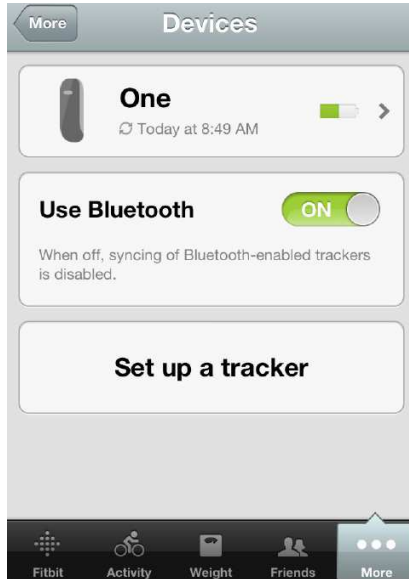 More
Devices
One
Today at 8:49 AM
Use Bluetooth
ON
When off, syncing of Bluetooth-enabled trackers
is disabled.
Set up a tracker
Fitbit
Activity
Weight
Friends
More